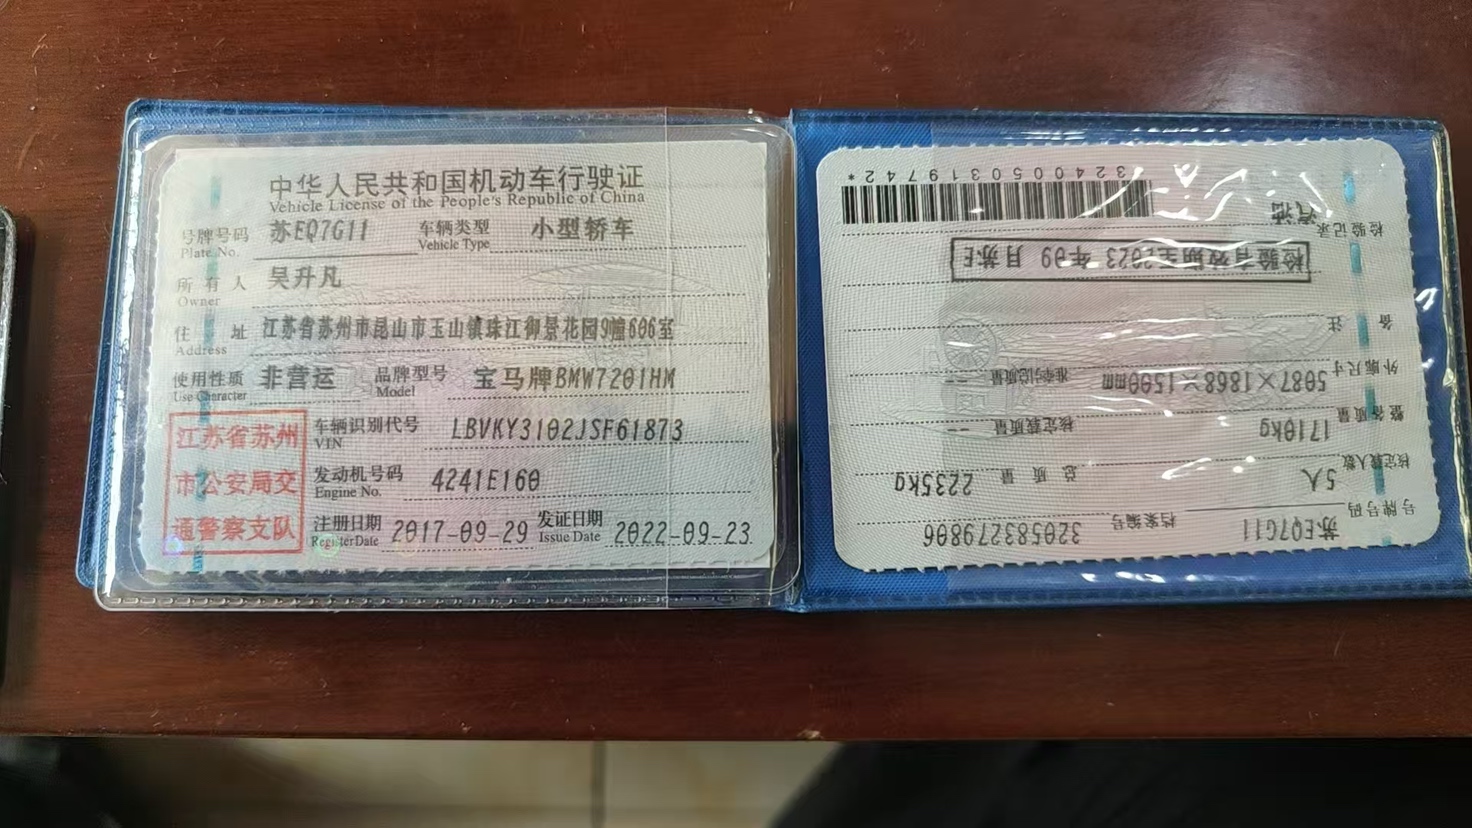 中华人民共和国机动车行驶证
Vehicle License of the People's Republic of China
号牌号码 苏EQ7G11 车辆类型 小型轿车
Plate No. Vehicle Type
所有人 吴升凡
Owner
住址 江苏省苏州市昆山市玉山镇珠江御景花园9幢606室
Address
使用性质 非营运 品牌型号 宝马牌BMW7201HM
Use Character Model
江苏省苏州
市公安局交
通警察支队
车辆识别代号 LBVKY3102JSF61873
VIN
发动机号码 4241E160
Engine No.
注册日期 2017-09-29 发证日期 2022-09-23
Register Date Issue Date
号牌号码 苏EQ7G11 档案编号 320583279806
核定载人数 5人 总质量 2235kg
整备质量 1710kg 核定载质量 --
外廓尺寸 5087×1868×1500mm 准牵引总质量 --
备注
检验有效期至2023年09月苏E
检验记录
汽油
*3240050319742*